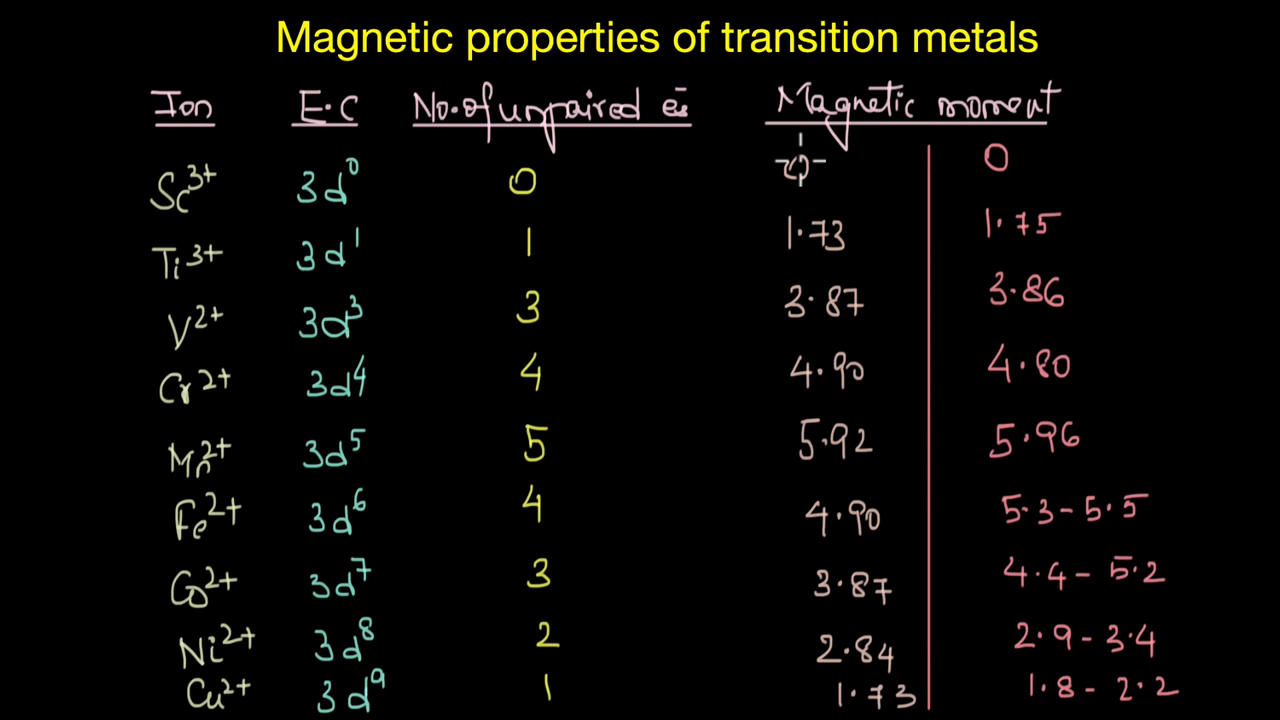 Magnetic properties of transition metals
Ion E.C No. of unpaired es Magnetic moment
Sc³⁺ 3d⁰ 0 0 0
Ti³⁺ 3d¹ 1 1.73 1.75
V²⁺ 3d³ 3 3.87 3.86
Cr²⁺ 3d⁴ 4 4.90 4.80
Mn²⁺ 3d⁵ 5 5.92 5.96
Fe²⁺ 3d⁶ 4 4.90 5.3-5.5
Co²⁺ 3d⁷ 3 3.87 4.4-5.2
Ni²⁺ 3d⁸ 2 2.84 2.9-3.4
Cu²⁺ 3d⁹ 1 1.73 1.8-2.2